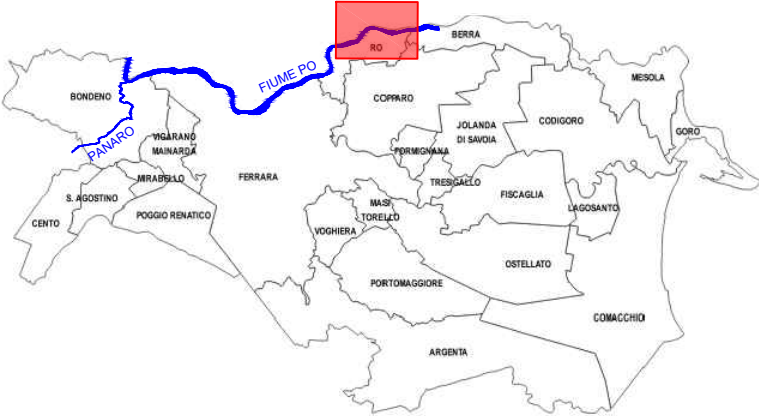 RO
BERRA
FIUME PO
MESOLA
BONDENO
COPPARO
CODIGORO
JOLANDA
DI SAVOIA
GORO
VIGARANO
MAINARDA
PANARO
FORMIGNANA
MIRABELLO
FERRARA
TRESIGALLO
FISCAGLIA
S. AGOSTINO
MASI
TORELLO
LAGOSANTO
CENTO
POGGIO RENATICO
VOGHIERA
OSTELLATO
PORTOMAGGIORE
COMACCHIO
ARGENTA